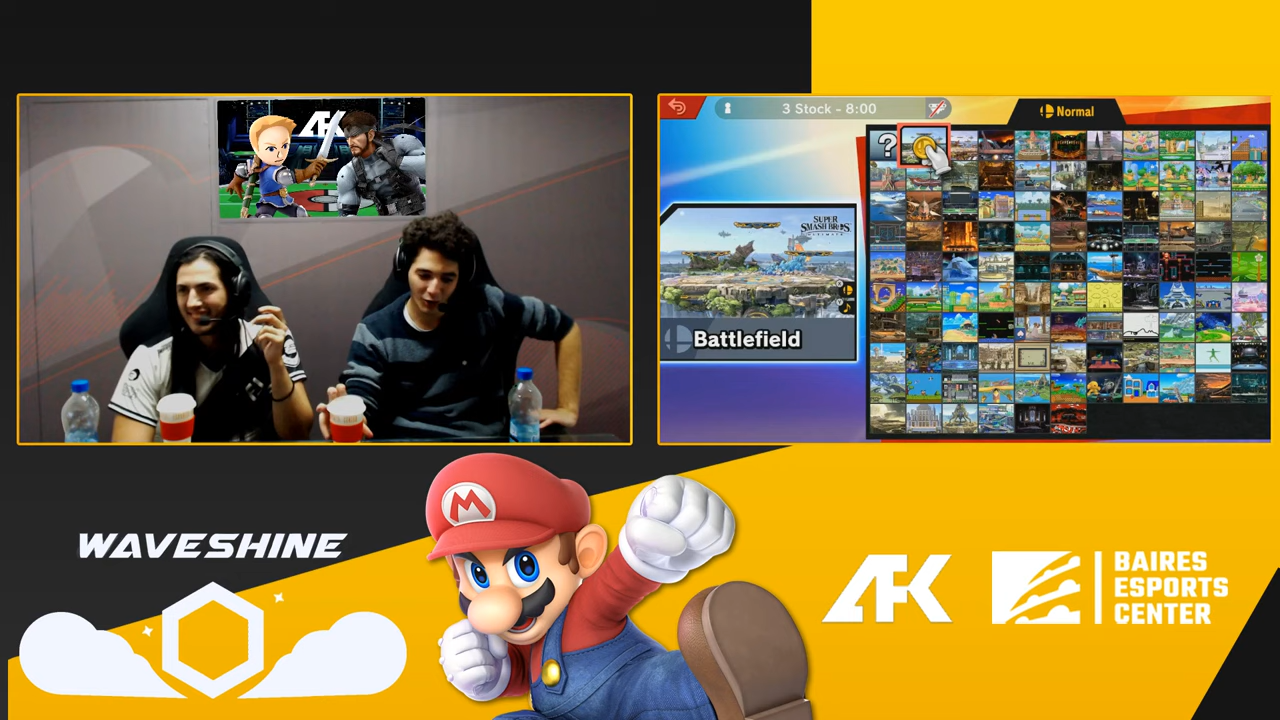 AFK
3 Stock - 8:00
Normal
?
SUPER
SMASH BROS.
ULTIMATE
Battlefield
M
WAVESHINE
AFK
BAIRES
ESPORTS
CENTER